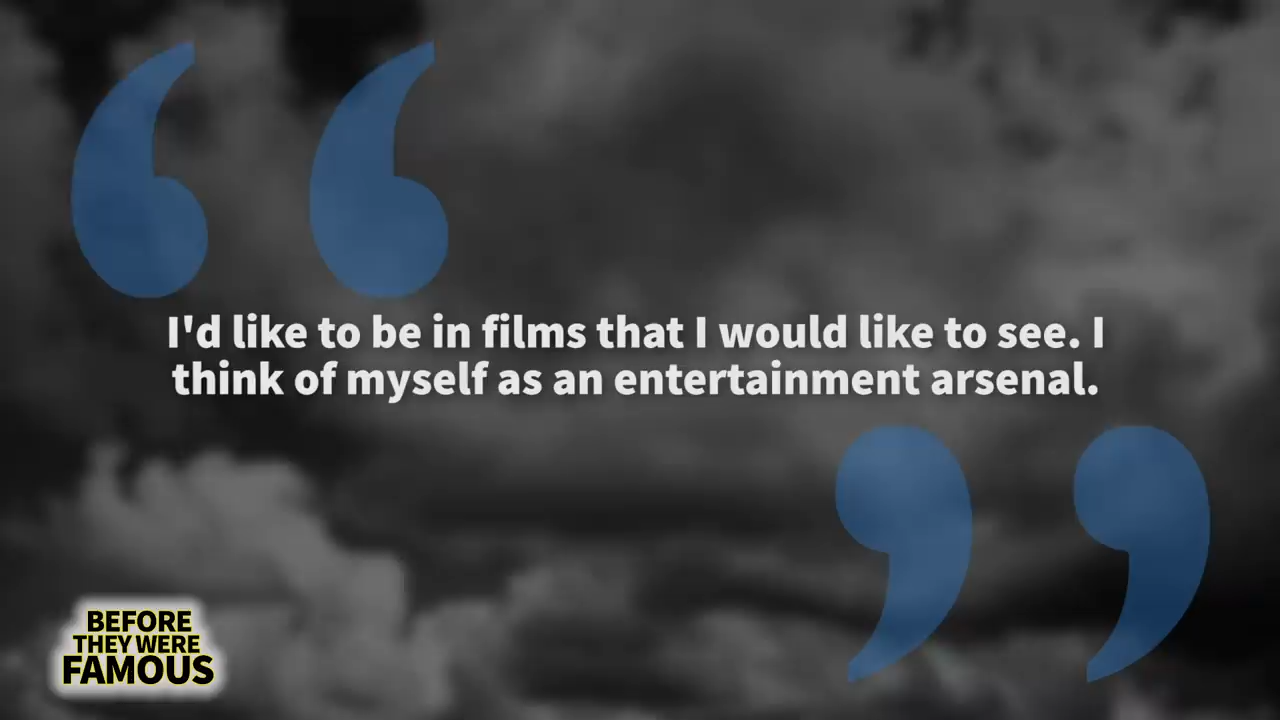 I'd like to be in films that I would like to see. I
think of myself as an entertainment arsenal.
BEFORE
THEY WERE
FAMOUS